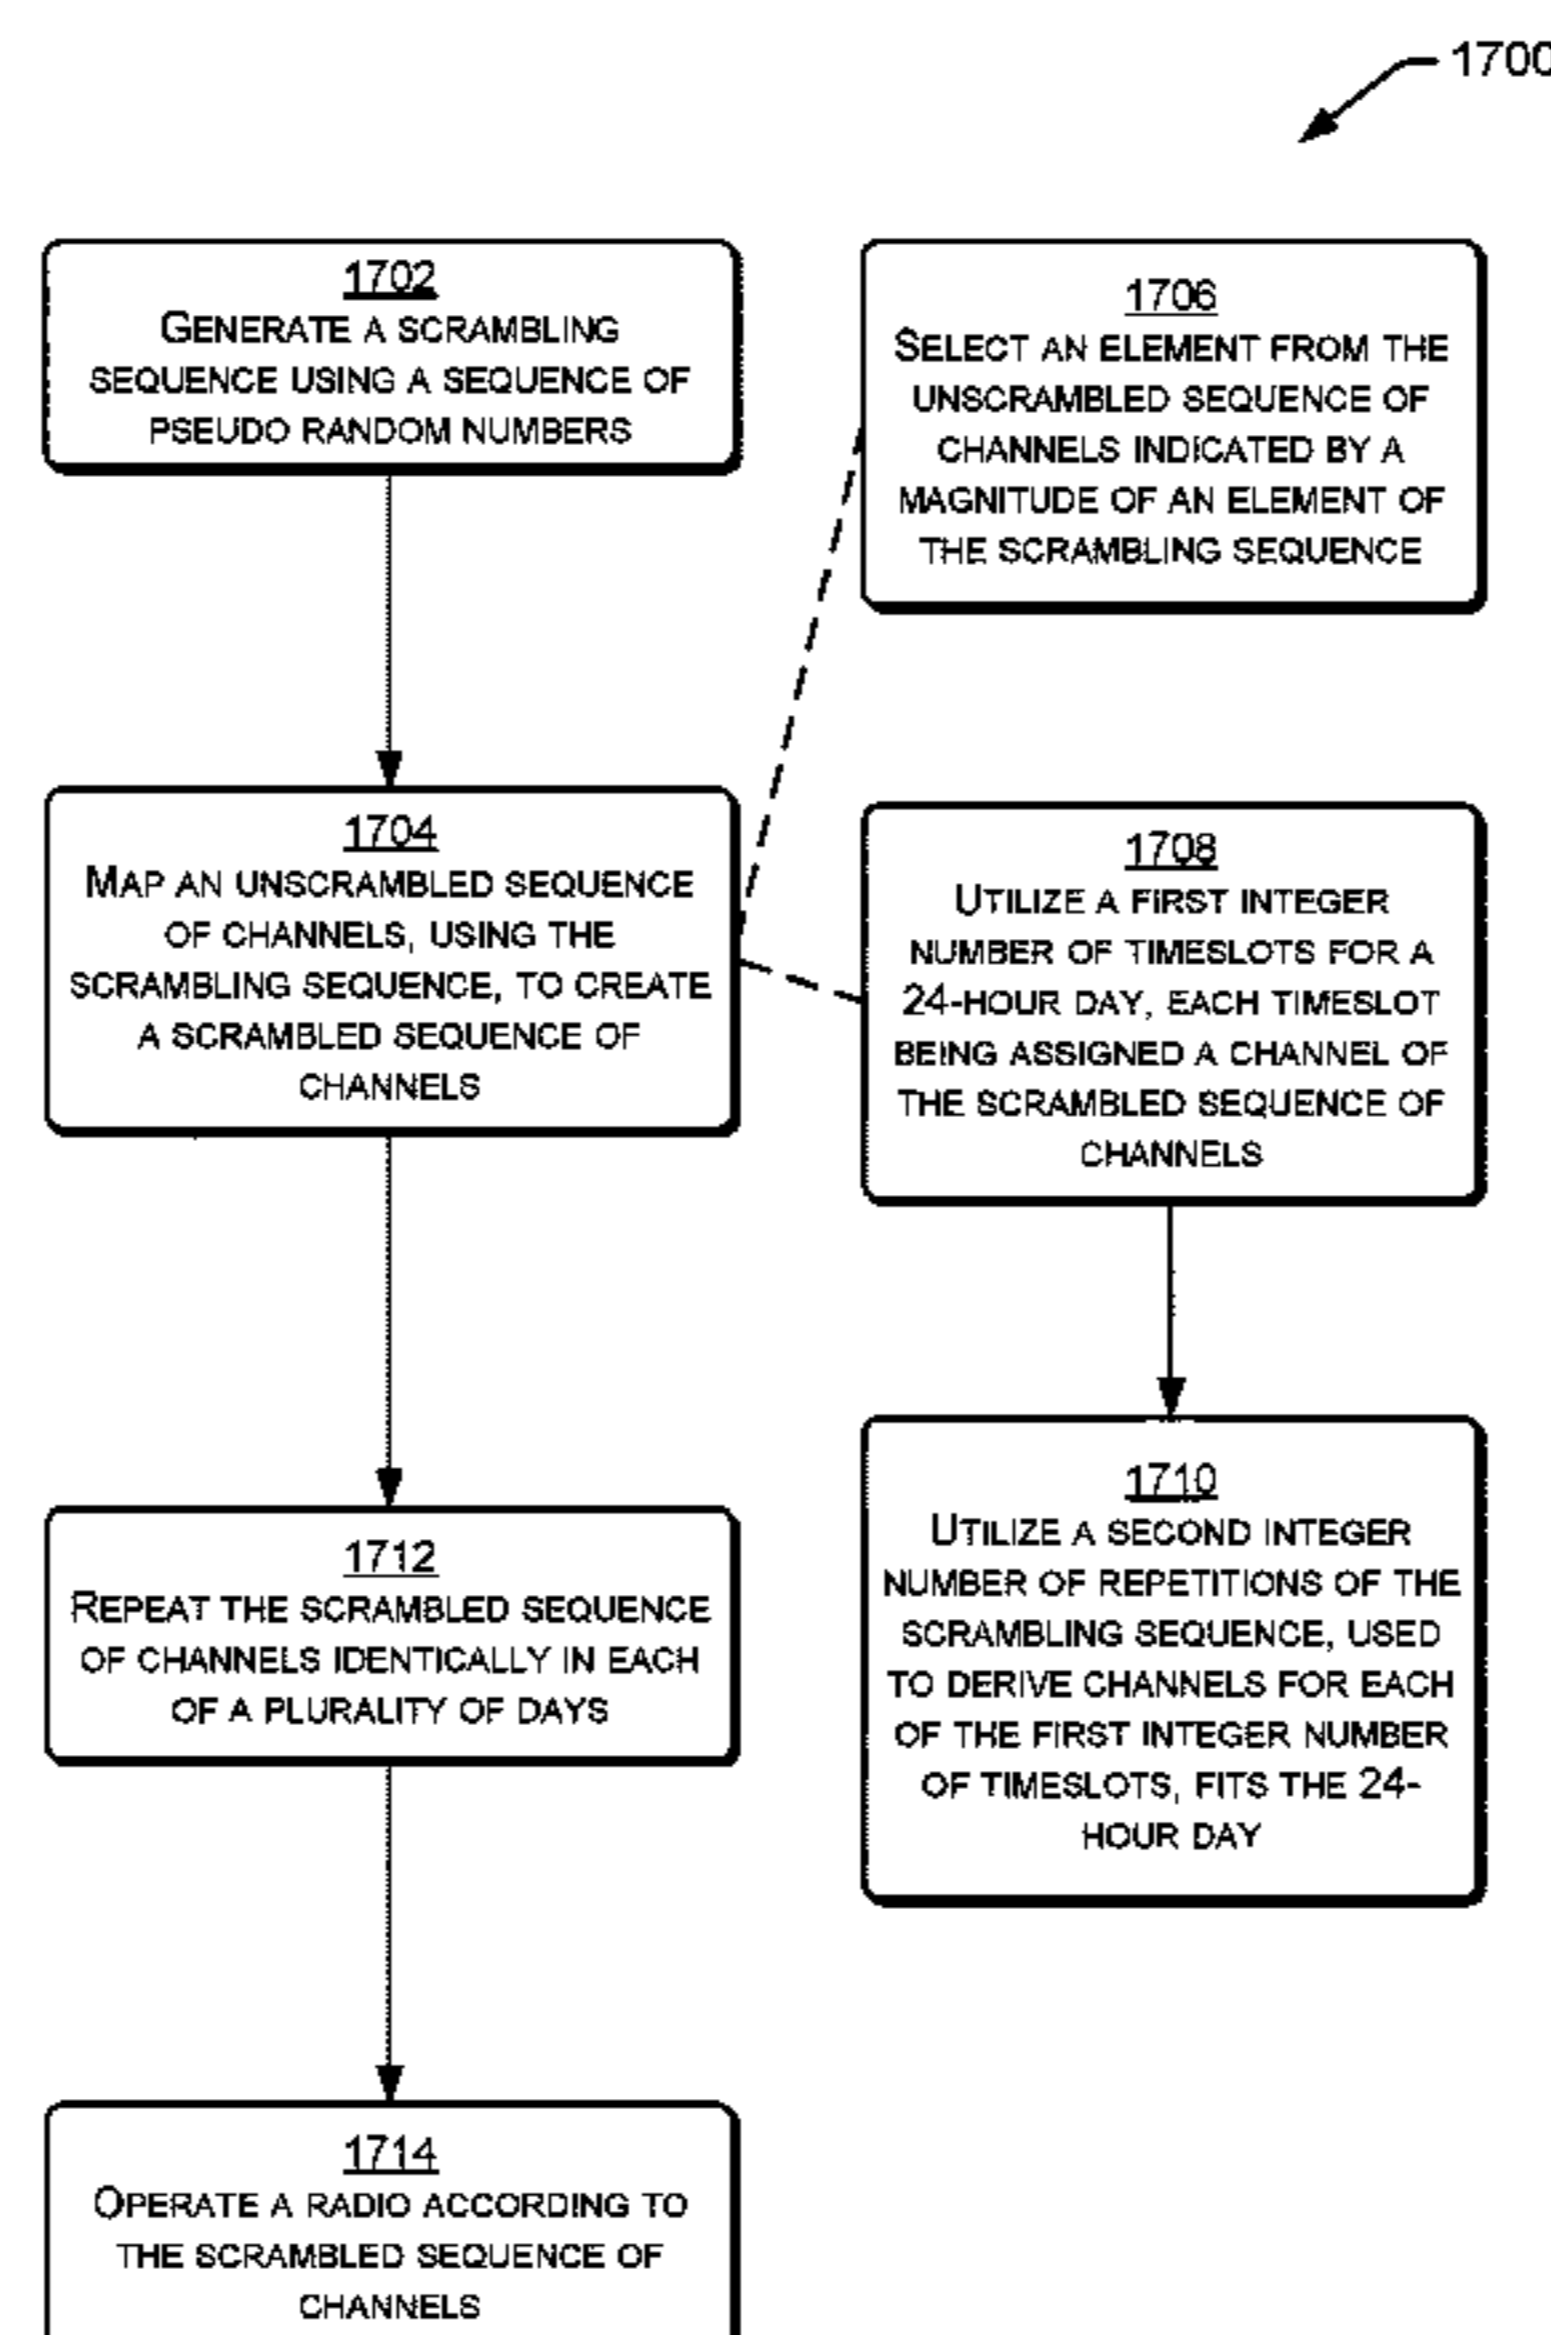 1700
1702
GENERATE A SCRAMBLING
SEQUENCE USING A SEQUENCE OF
PSEUDO RANDOM NUMBERS
1704
MAP AN UNSCRAMBLED SEQUENCE
OF CHANNELS, USING THE
SCRAMBLING SEQUENCE, TO CREATE
A SCRAMBLED SEQUENCE OF
CHANNELS
1706
SELECT AN ELEMENT FROM THE
UNSCRAMBLED SEQUENCE OF
CHANNELS INDICATED BY A
MAGNITUDE OF AN ELEMENT OF
THE SCRAMBLING SEQUENCE
1708
UTILIZE A FIRST INTEGER
NUMBER OF TIMESLOTS FOR A
24-HOUR DAY, EACH TIMESLOT
BEING ASSIGNED A CHANNEL OF
THE SCRAMBLED SEQUENCE OF
CHANNELS
1710
UTILIZE A SECOND INTEGER
NUMBER OF REPETITIONS OF THE
SCRAMBLING SEQUENCE, USED
TO DERIVE CHANNELS FOR EACH
OF THE FIRST INTEGER NUMBER
OF TIMESLOTS, FITS THE 24-
HOUR DAY
1712
REPEAT THE SCRAMBLED SEQUENCE
OF CHANNELS IDENTICALLY IN EACH
OF A PLURALITY OF DAYS
1714
OPERATE A RADIO ACCORDING TO
THE SCRAMBLED SEQUENCE OF
CHANNELS